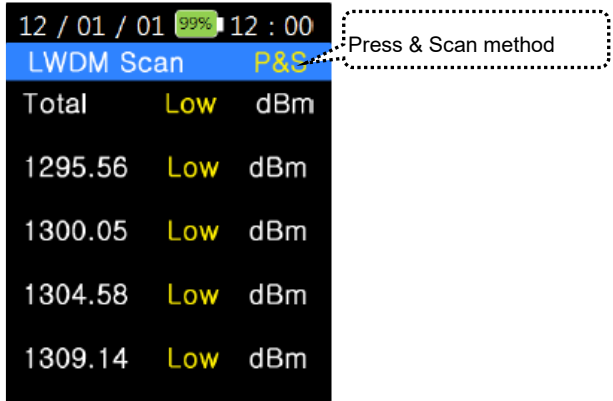 12 / 01 / 01 99% 12 : 00
LWDM Scan P&S
Press & Scan method
Total Low dBm
1295.56 Low dBm
1300.05 Low dBm
1304.58 Low dBm
1309.14 Low dBm